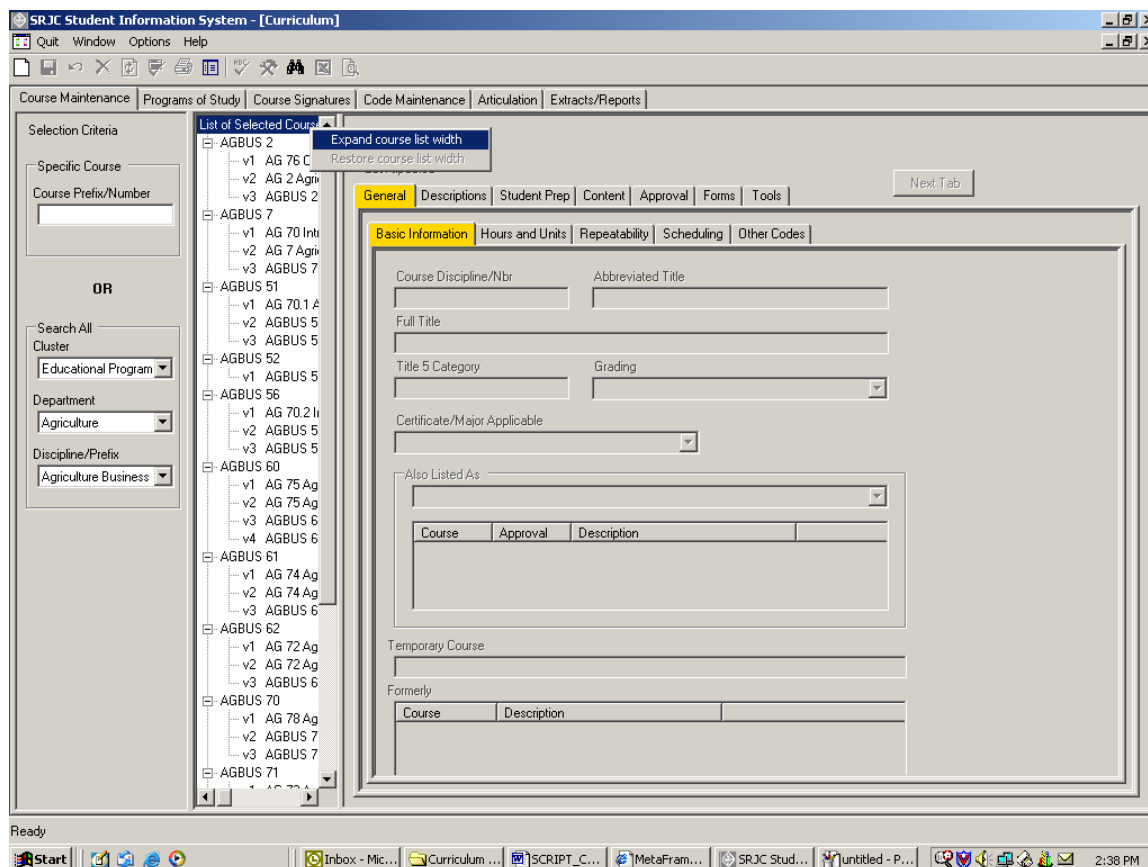 SRJC Student Information System - [Curriculum]
Quit Window Options Help
Course Maintenance Programs of Study Course Signatures Code Maintenance Articulation Extracts/Reports
Selection Criteria
Specific Course
Course Prefix/Number
OR
Search All
Cluster
Educational Program
Department
Agriculture
Discipline/Prefix
Agriculture Business
List of Selected Course
Expand course list width
Restore course list width
AGBUS 2
v1 AG 76 C
v2 AG 2 Agri
v3 AGBUS 2
AGBUS 7
v1 AG 70 Int
v2 AG 7 Agri
v3 AGBUS 7
AGBUS 51
v1 AG 70.1 A
v2 AGBUS 5
v3 AGBUS 5
AGBUS 52
v1 AGBUS 5
AGBUS 56
v1 AG 70.2 I
v2 AGBUS 5
v3 AGBUS 5
AGBUS 60
v1 AG 75 Ag
v2 AG 75 Ag
v3 AGBUS 6
v4 AGBUS 6
AGBUS 61
v1 AG 74 Ag
v2 AG 74 Ag
v3 AGBUS 6
AGBUS 62
v1 AG 72 Ag
v2 AG 72 Ag
v3 AGBUS 6
AGBUS 70
v1 AG 78 Ag
v2 AGBUS 7
v3 AGBUS 7
AGBUS 71
Next Tab
General Descriptions Student Prep Content Approval Forms Tools
Basic Information Hours and Units Repeatability Scheduling Other Codes
Course Discipline/Nbr Abbreviated Title
Full Title
Title 5 Category Grading
Certificate/Major Applicable
Also Listed As
Course Approval Description
Temporary Course
Formerly
Course Description
Ready
Start Inbox - Mic... Curriculum ... SCRIPT_C... MetaFram... SRJC Stud... untitled - P... 2:38 PM